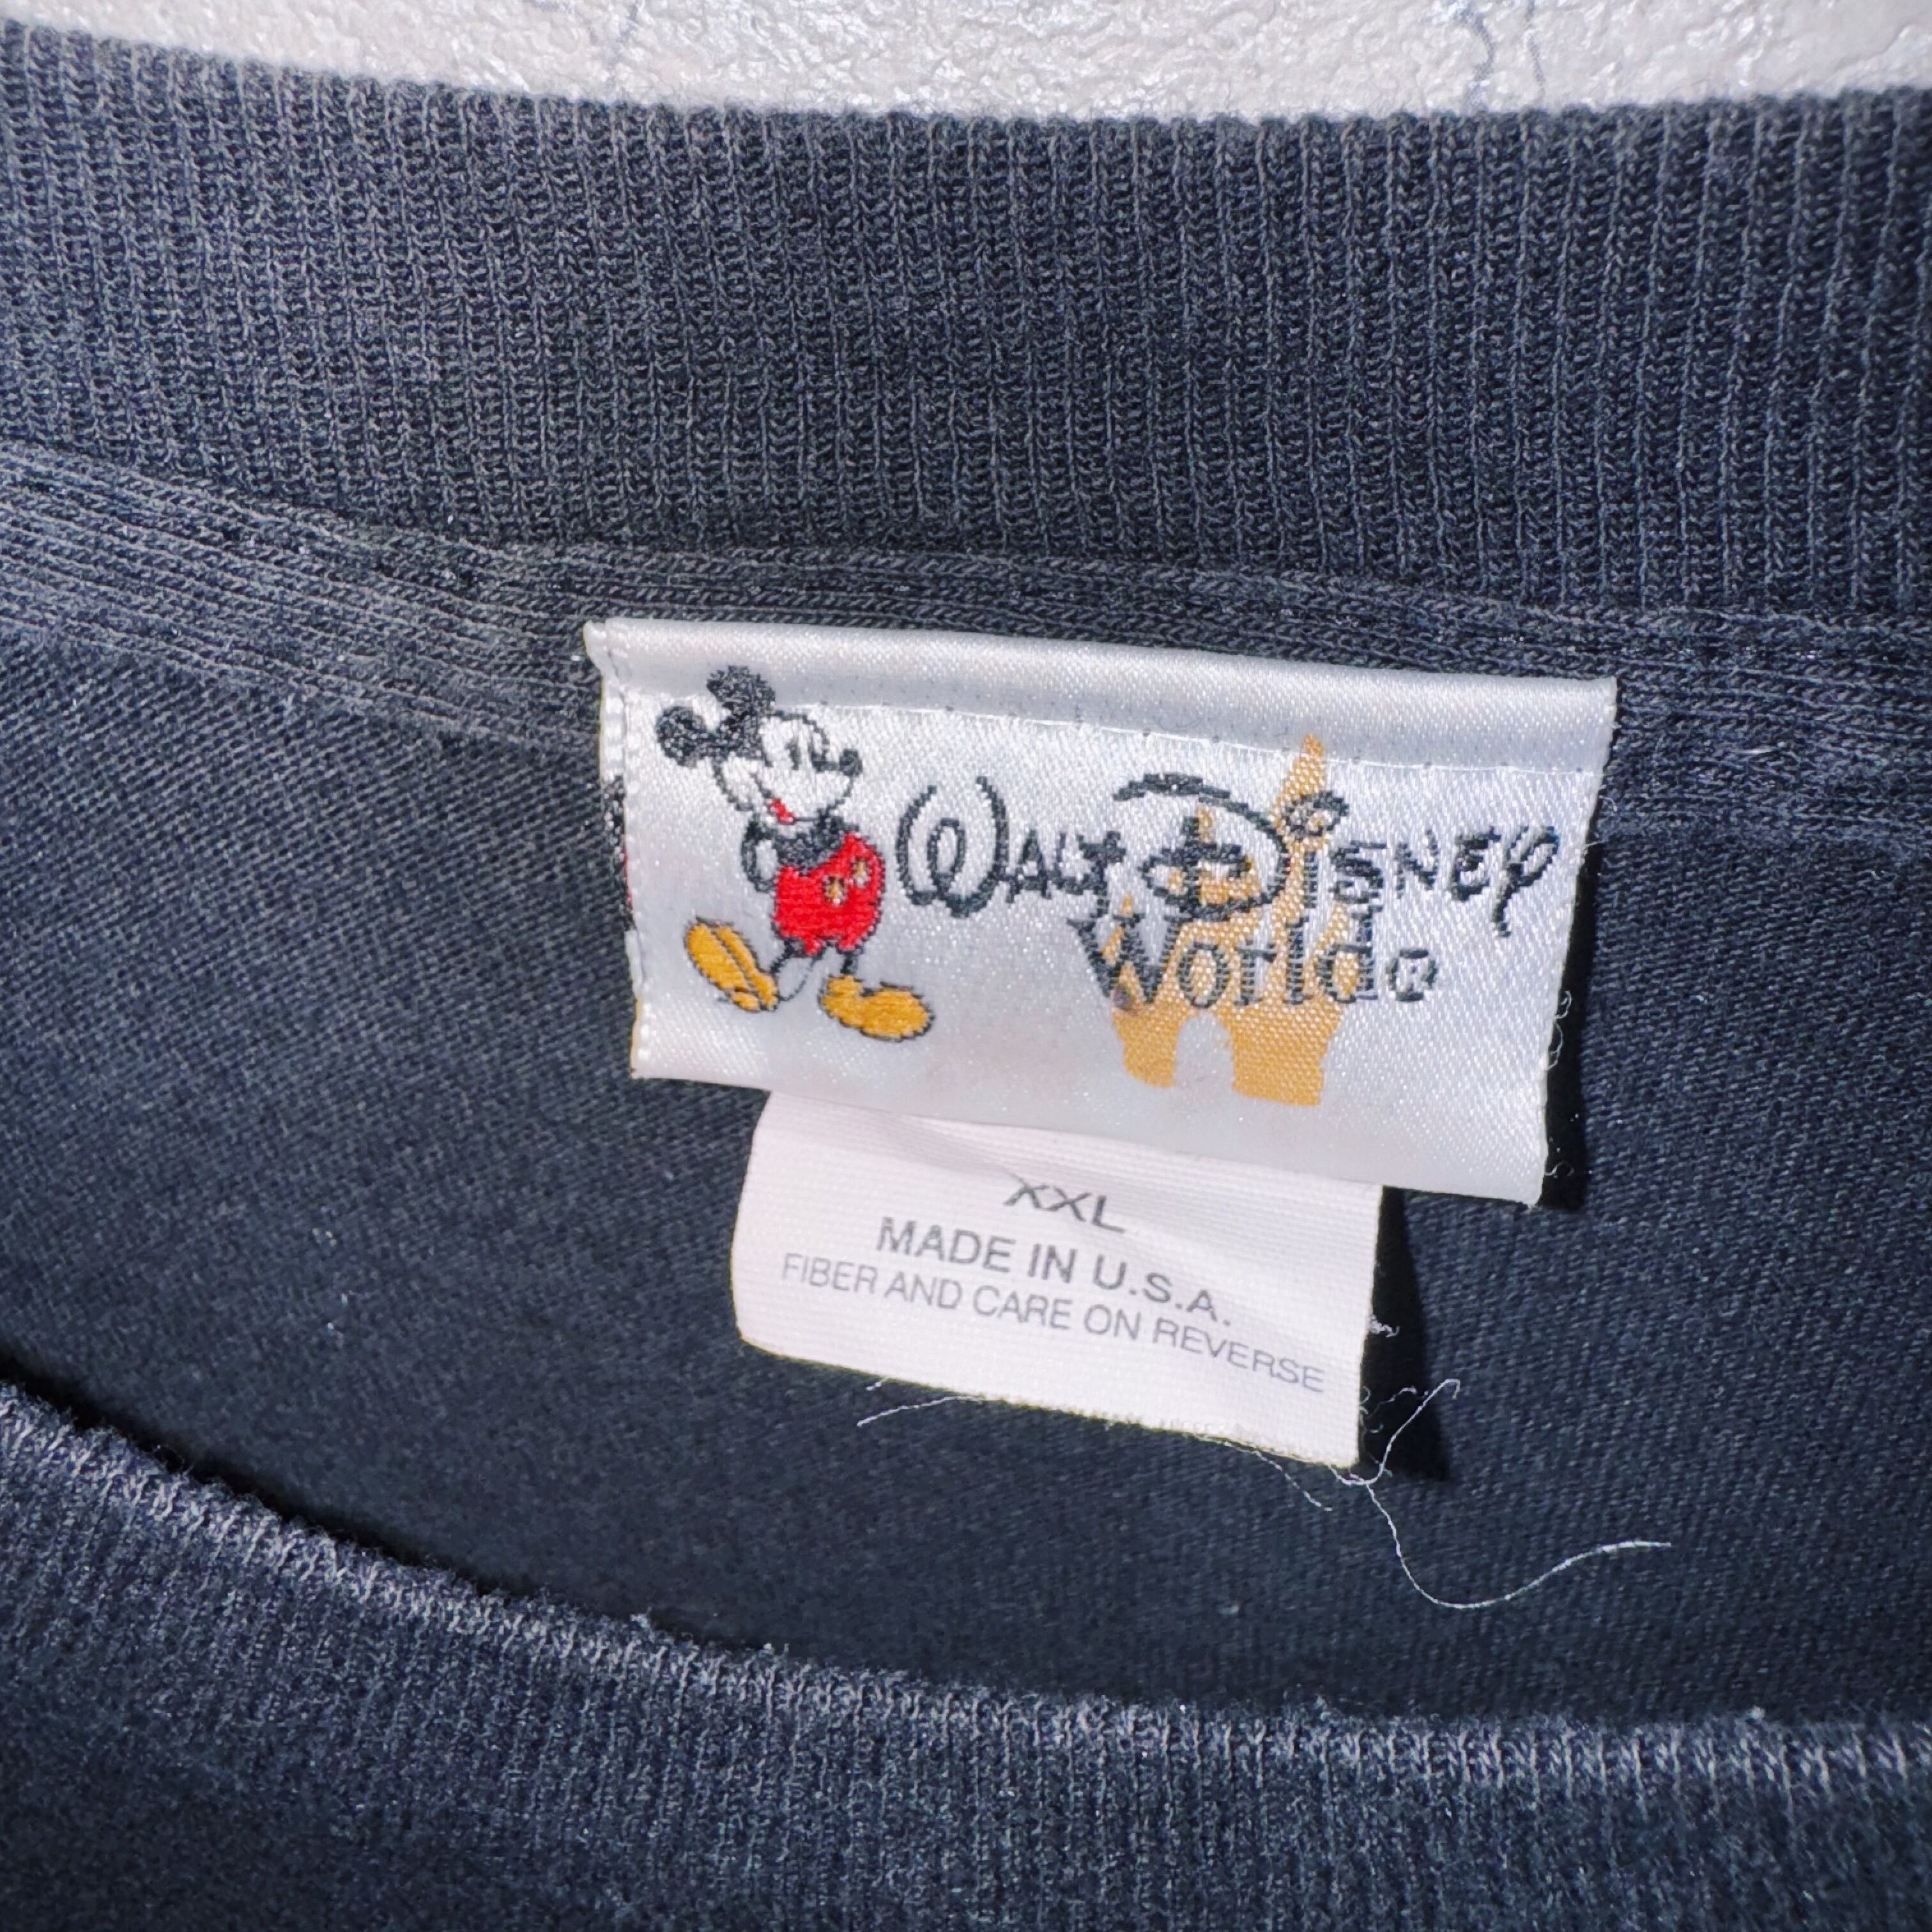 Walt Disney
World®
XXL
MADE IN U.S.A.
FIBER AND CARE ON REVERSE